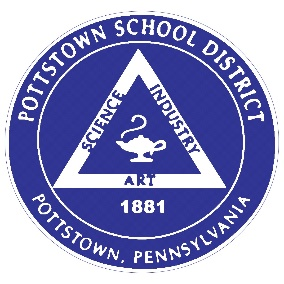 POTTSTOWN SCHOOL DISTRICT
SCIENCE
INDUSTRY
ART
1881
POTTSTOWN, PENNSYLVANIA